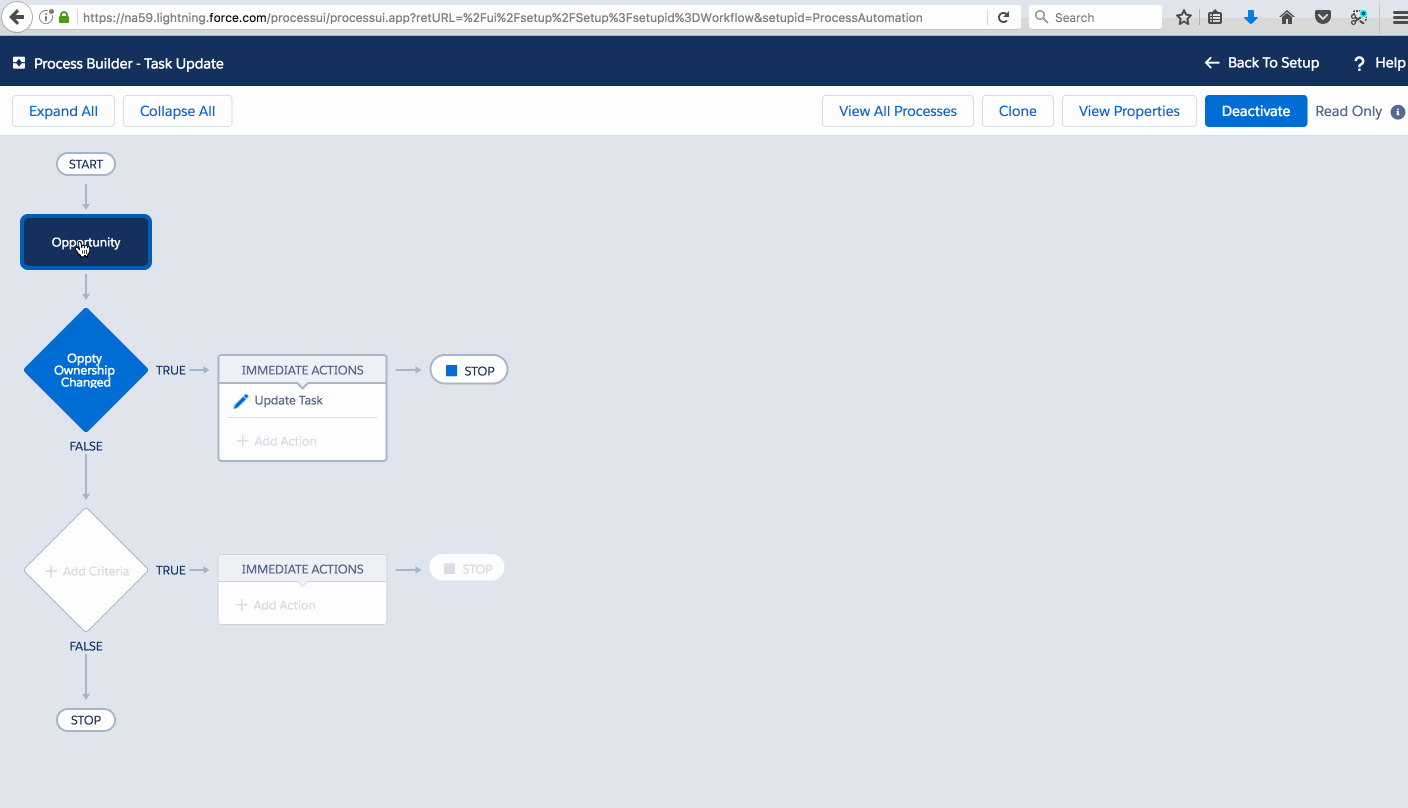 https://na59.lightning.force.com/processui/processui.app?retURL=%2Fui%2Fsetup%2FSetup%3Fsetupid%3DWorkflow&setupid=ProcessAutomation
Search
Process Builder - Task Update
Back To Setup
? Help
Expand All
Collapse All
View All Processes
Clone
View Properties
Deactivate
Read Only
START
Opportunity
Oppty
Ownership
Changed
TRUE
IMMEDIATE ACTIONS
STOP
Update Task
+ Add Action
FALSE
+ Add Criteria
TRUE
IMMEDIATE ACTIONS
STOP
+ Add Action
FALSE
STOP